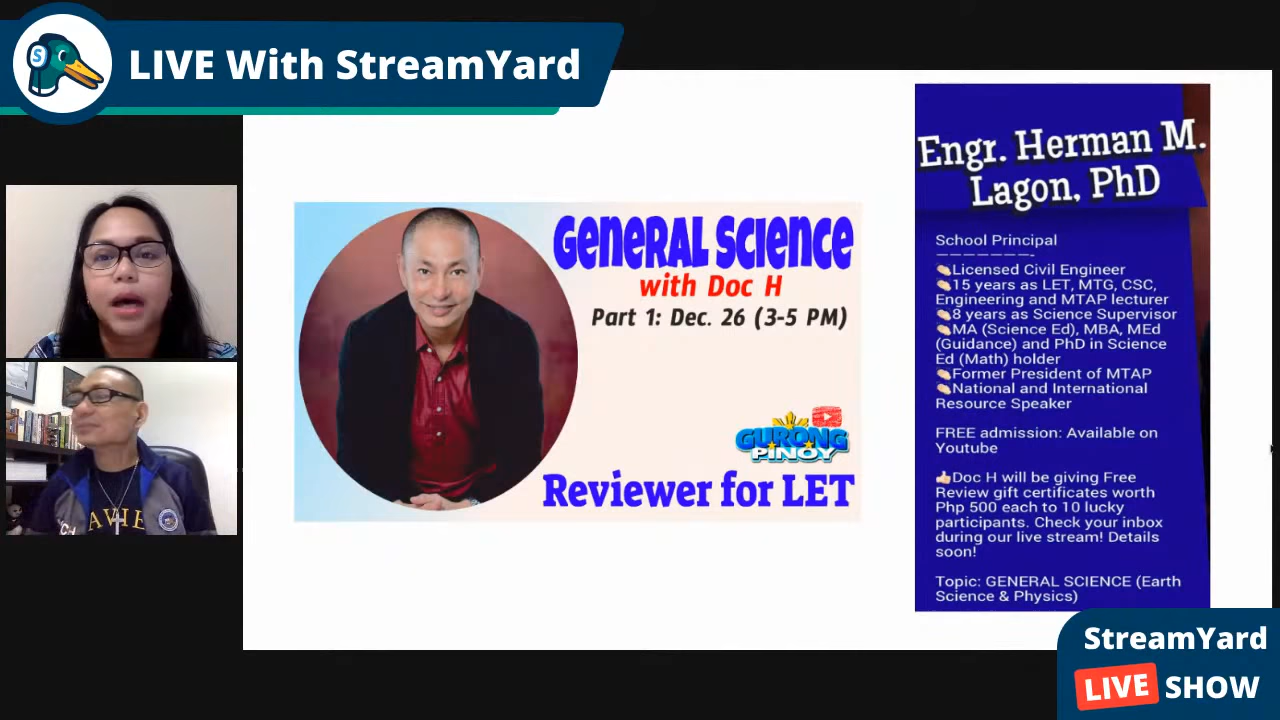 S
LIVE With StreamYard
GENERAL SCIENCE
with Doc H
Part 1: Dec. 26 (3-5 PM)
GURONG
PINOY
Reviewer for LET
Engr. Herman M.
Lagon, PhD
School Principal
———————-
👏Licensed Civil Engineer
👏15 years as LET, MTG, CSC,
Engineering and MTAP lecturer
👏8 years as Science Supervisor
👏MA (Science Ed), MBA, MEd
(Guidance) and PhD in Science
Ed (Math) holder
👏Former President of MTAP
👏National and International
Resource Speaker
FREE admission: Available on
Youtube
👍Doc H will be giving Free
Review gift certificates worth
Php 500 each to 10 lucky
participants. Check your inbox
during our live stream! Details
soon!
Topic: GENERAL SCIENCE (Earth
Science & Physics)
StreamYard
LIVE SHOW